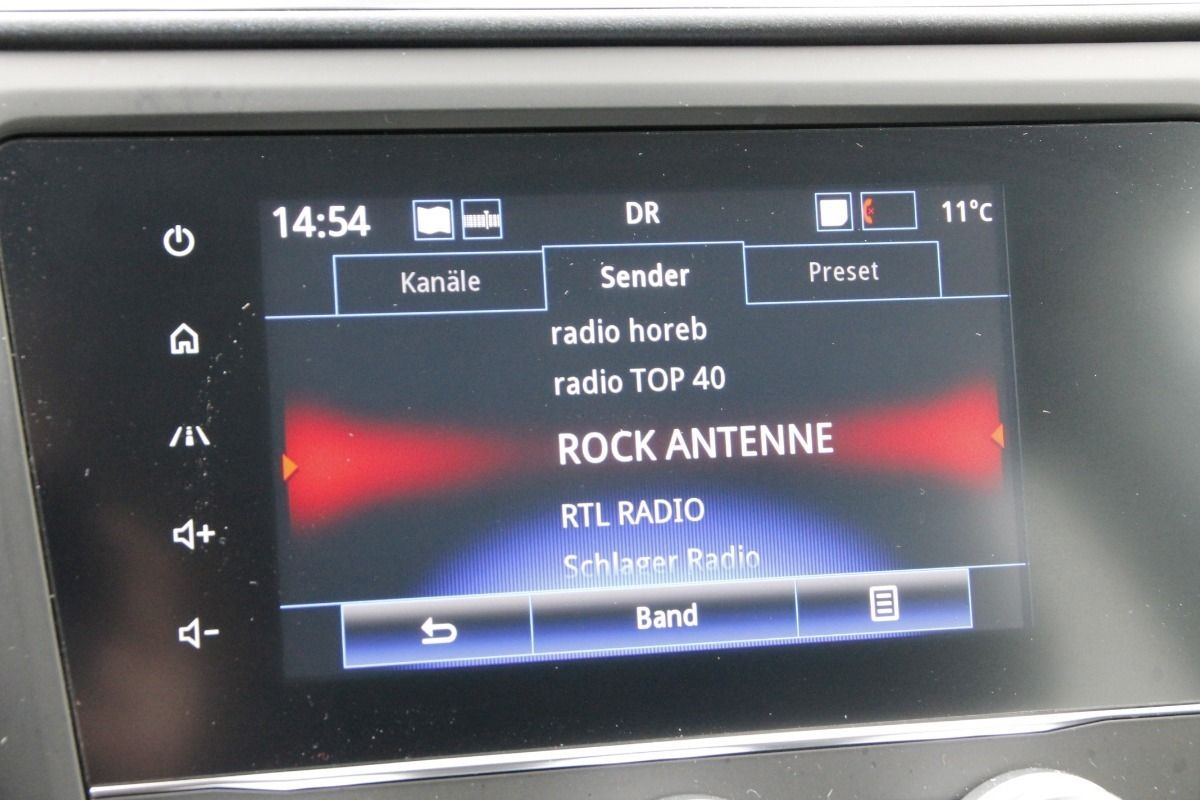 14:54 DR 11°C
Kanäle Sender Preset
radio horeb
radio TOP 40
ROCK ANTENNE
RTL RADIO
Schlager Radio
Band